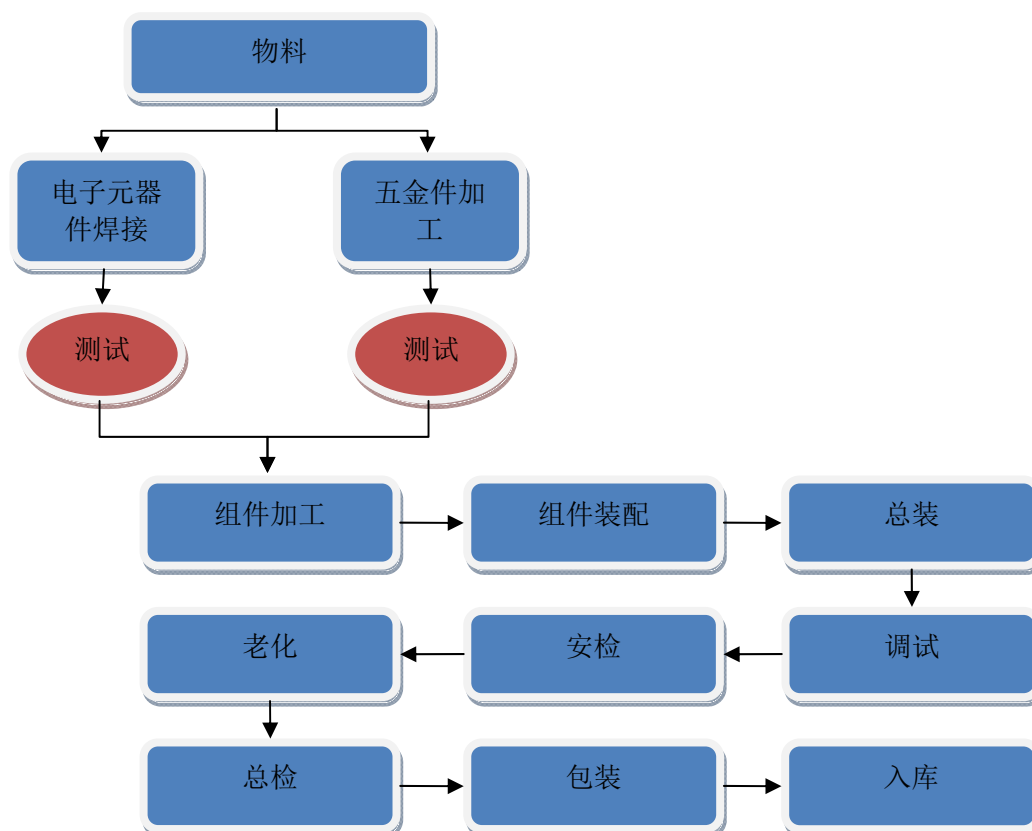 物料
电子元器
件焊接
五金件加
工
测试
测试
组件加工
组件装配
总装
老化
安检
调试
总检
包装
入库